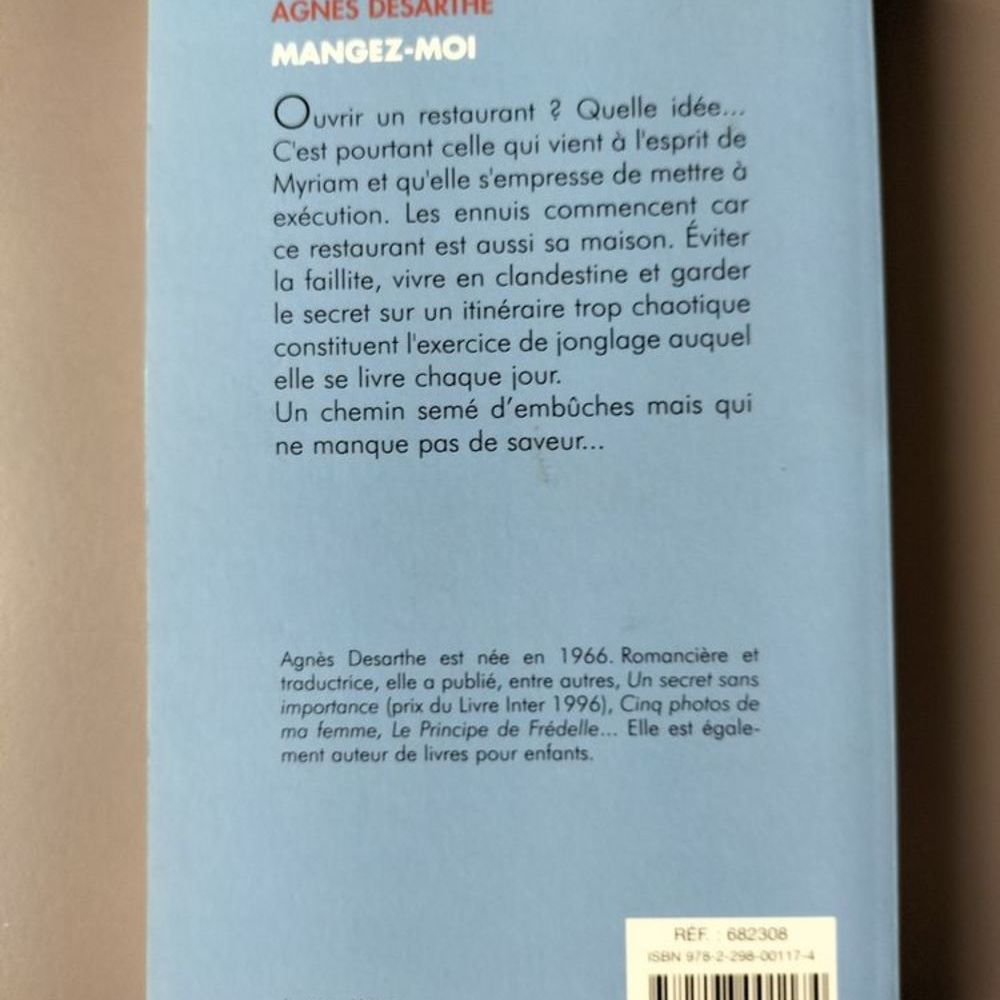 AGNÈS DESARTHE
MANGEZ-MOI
Ouvrir un restaurant ? Quelle idée...
C'est pourtant celle qui vient à l'esprit de
Myriam et qu'elle s'empresse de mettre à
exécution. Les ennuis commencent car
ce restaurant est aussi sa maison. Éviter
la faillite, vivre en clandestine et garder
le secret sur un itinéraire trop chaotique
constituent l'exercice de jonglage auquel
elle se livre chaque jour.
Un chemin semé d'embûches mais qui
ne manque pas de saveur...
Agnès Desarthe est née en 1966. Romancière et
traductrice, elle a publié, entre autres, Un secret sans
importance (prix du Livre Inter 1996), Cinq photos de
ma femme, Le Principe de Frédelle... Elle est égale-
ment auteur de livres pour enfants.
RÉF. : 682308
ISBN 978-2-298-00117-4